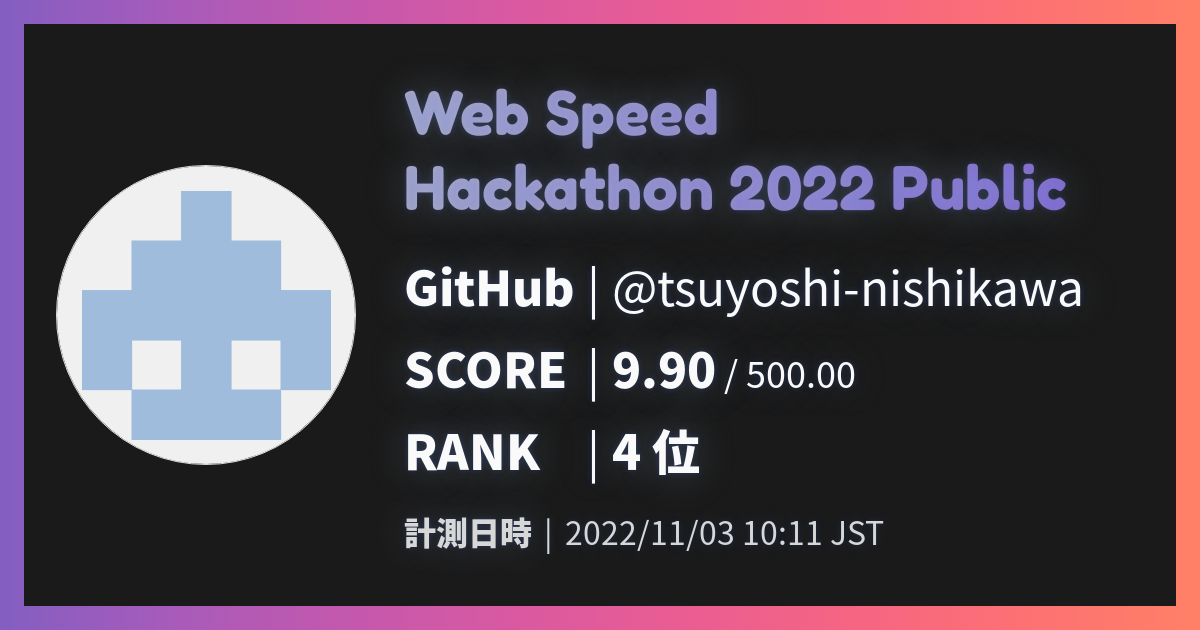 Web Speed
Hackathon 2022 Public
GitHub | @tsuyoshi-nishikawa
SCORE | 9.90 / 500.00
RANK | 4 位
計測日時 | 2022/11/03 10:11 JST